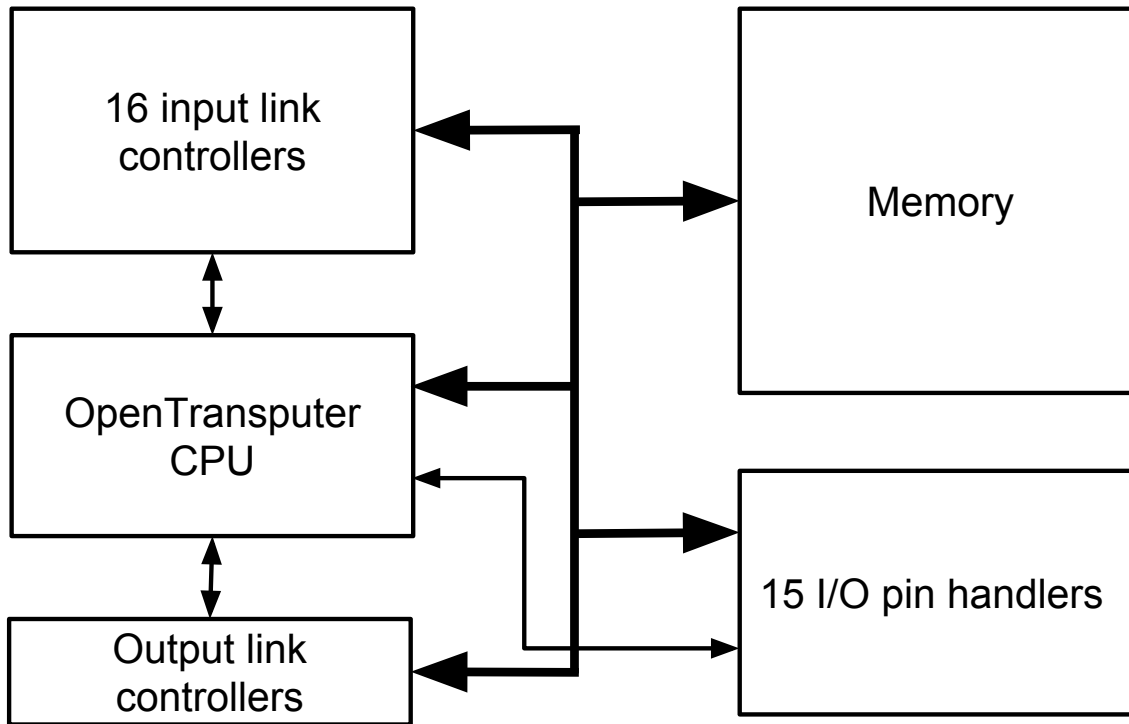 16 input link
controllers
Memory
OpenTransputer
CPU
15 I/O pin handlers
Output link
controllers